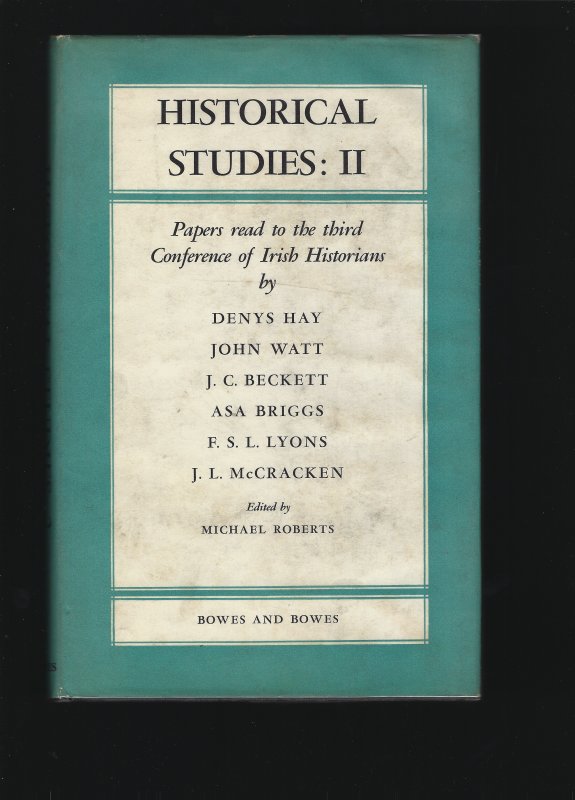 HISTORICAL
STUDIES: II
Papers read to the third
Conference of Irish Historians
by
DENYS HAY
JOHN WATT
J. C. BECKETT
ASA BRIGGS
F. S. L. LYONS
J. L. McCRACKEN
Edited by
MICHAEL ROBERTS
BOWES AND BOWES